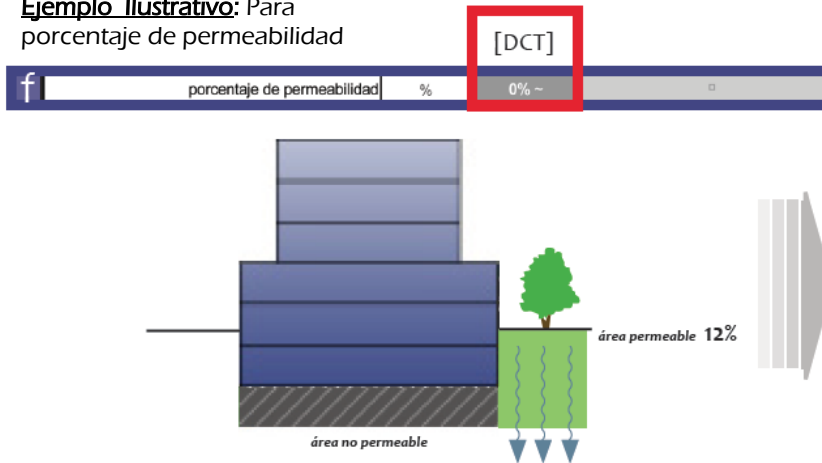 Ejemplo Ilustrativo: Para
porcentaje de permeabilidad
[DCT]
f porcentaje de permeabilidad % 0% ~
área permeable 12%
área no permeable